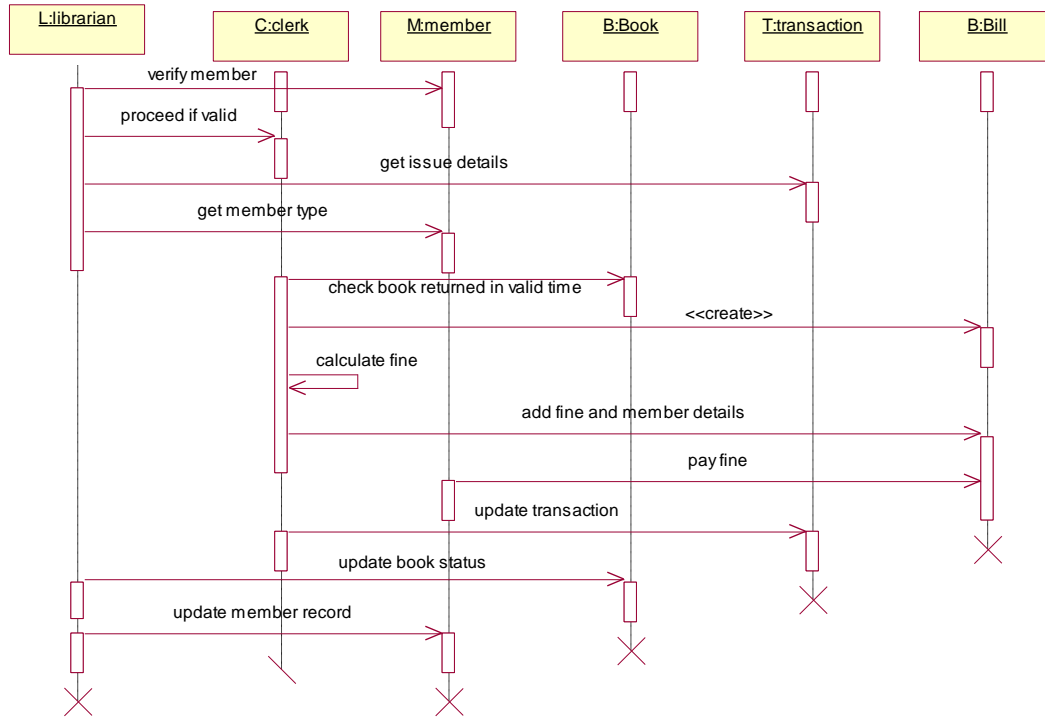 L:librarian
C:clerk
M:member
B:Book
T:transaction
B:Bill
verify member
proceed if valid
get issue details
get member type
check book returned in valid time
<<create>>
calculate fine
add fine and member details
pay fine
update transaction
update book status
update member record